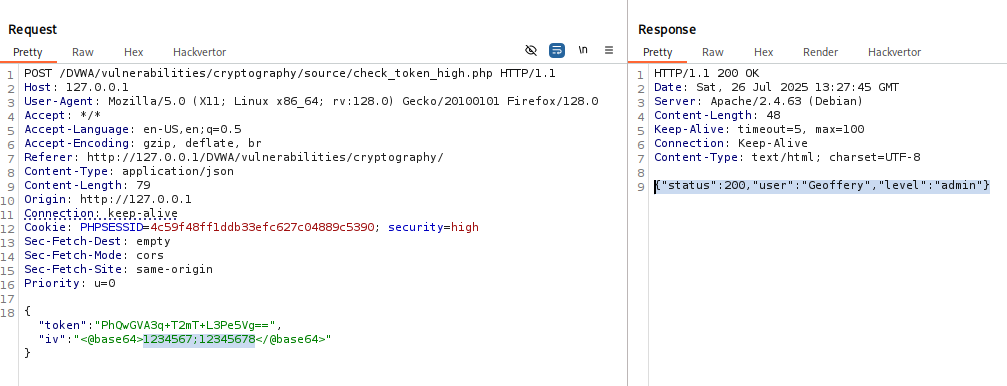 Request
Pretty Raw Hex Hackvertor \n
1 POST /DVWA/vulnerabilities/cryptography/source/check_token_high.php HTTP/1.1
2 Host: 127.0.0.1
3 User-Agent: Mozilla/5.0 (X11; Linux x86_64; rv:128.0) Gecko/20100101 Firefox/128.0
4 Accept: */*
5 Accept-Language: en-US,en;q=0.5
6 Accept-Encoding: gzip, deflate, br
7 Referer: http://127.0.0.1/DVWA/vulnerabilities/cryptography/
8 Content-Type: application/json
9 Content-Length: 79
10 Origin: http://127.0.0.1
11 Connection: keep-alive
12 Cookie: PHPSESSID=4c59f48ff1ddb33efc627c04889c5390; security=high
13 Sec-Fetch-Dest: empty
14 Sec-Fetch-Mode: cors
15 Sec-Fetch-Site: same-origin
16 Priority: u=0
17
18 {
"token":"PhQwGVA3q+T2mT+L3Pe5Vg==",
"iv":"<@base64>1234567;12345678</@base64>"
}
Response
Pretty Raw Hex Render Hackvertor
1 HTTP/1.1 200 OK
2 Date: Sat, 26 Jul 2025 13:27:45 GMT
3 Server: Apache/2.4.63 (Debian)
4 Content-Length: 48
5 Keep-Alive: timeout=5, max=100
6 Connection: Keep-Alive
7 Content-Type: text/html; charset=UTF-8
8
9 {"status":200,"user":"Geoffery","level":"admin"}